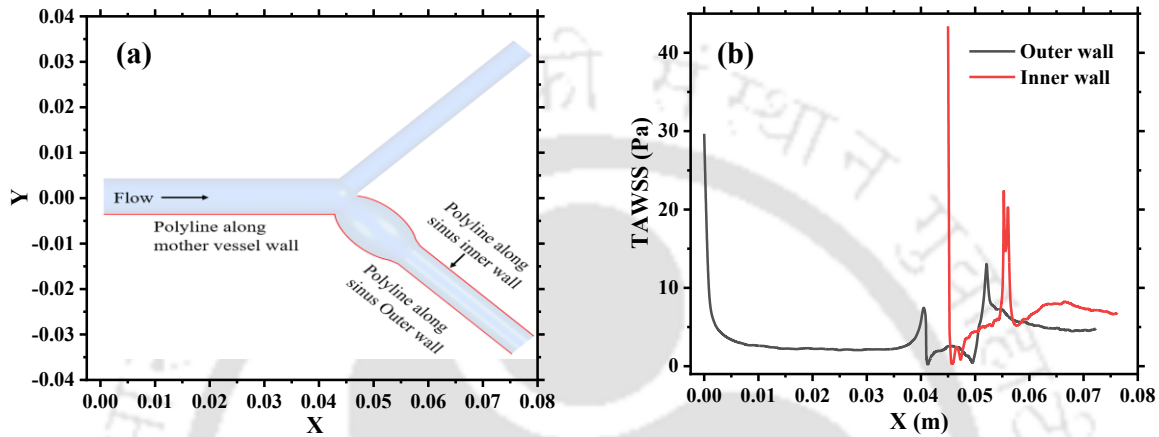 (a)
0.04
0.03
0.02
0.01
0.00
-0.01
-0.02
-0.03
-0.04
Y
Flow
Polyline along
mother vessel wall
Polyline along
sinus inner wall
Polyline along
sinus Outer wall
0.00 0.01 0.02 0.03 0.04 0.05 0.06 0.07 0.08
X
(b)
Outer wall
Inner wall
40
30
20
10
0
TAWSS (Pa)
0.00 0.01 0.02 0.03 0.04 0.05 0.06 0.07 0.08
X (m)